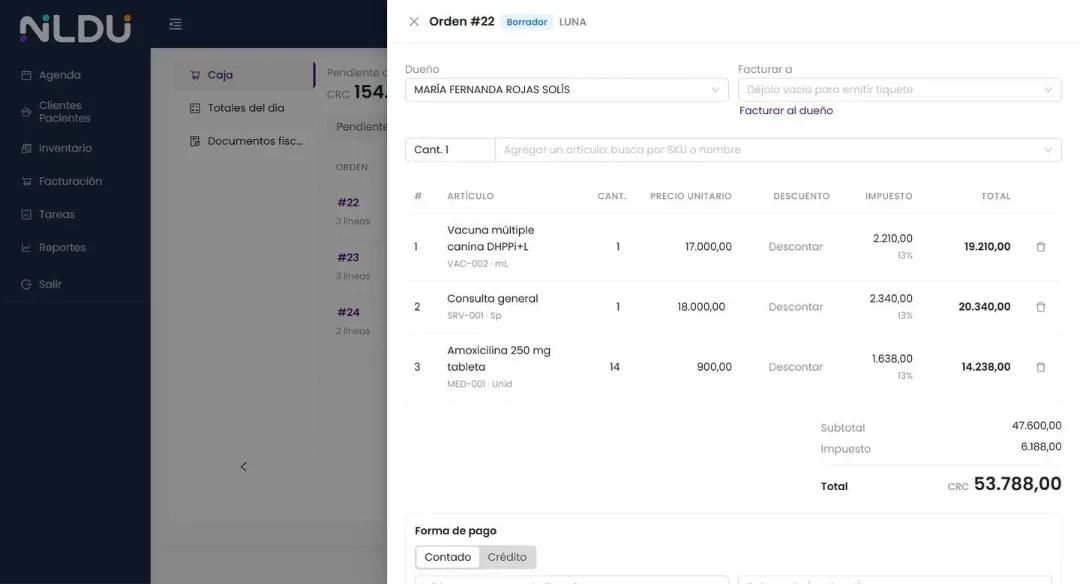 NiLDU
Agenda
Clientes
Pacientes
Inventario
Facturación
Tareas
Reportes
Salir
Caja
Totales del día
Documentos fisc...
Pendiente
CRC 154.
Pendiente
ORDEN
#22
3 líneas
#23
3 líneas
#24
2 líneas
Orden #22 Borrador LUNA
Dueño
MARÍA FERNANDA ROJAS SOLÍS
Facturar a
Déjalo vacío para emitir tiquete
Facturar al dueño
Cant. 1 Agregar un artículo: busca por SKU o nombre
# ARTÍCULO CANT. PRECIO UNITARIO DESCUENTO IMPUESTO TOTAL
1 Vacuna múltiple canina DHPPi+L 1 17.000,00 Descontar 2.210,00 19.210,00
VAC-002 · mL 13%
2 Consulta general 1 18.000,00 Descontar 2.340,00 20.340,00
SRV-001 · Sp 13%
3 Amoxicilina 250 mg tableta 14 900,00 Descontar 1.638,00 14.238,00
MED-001 · Unid 13%
Subtotal 47.600,00
Impuesto 6.188,00
Total CRC 53.788,00
Forma de pago
Contado Crédito